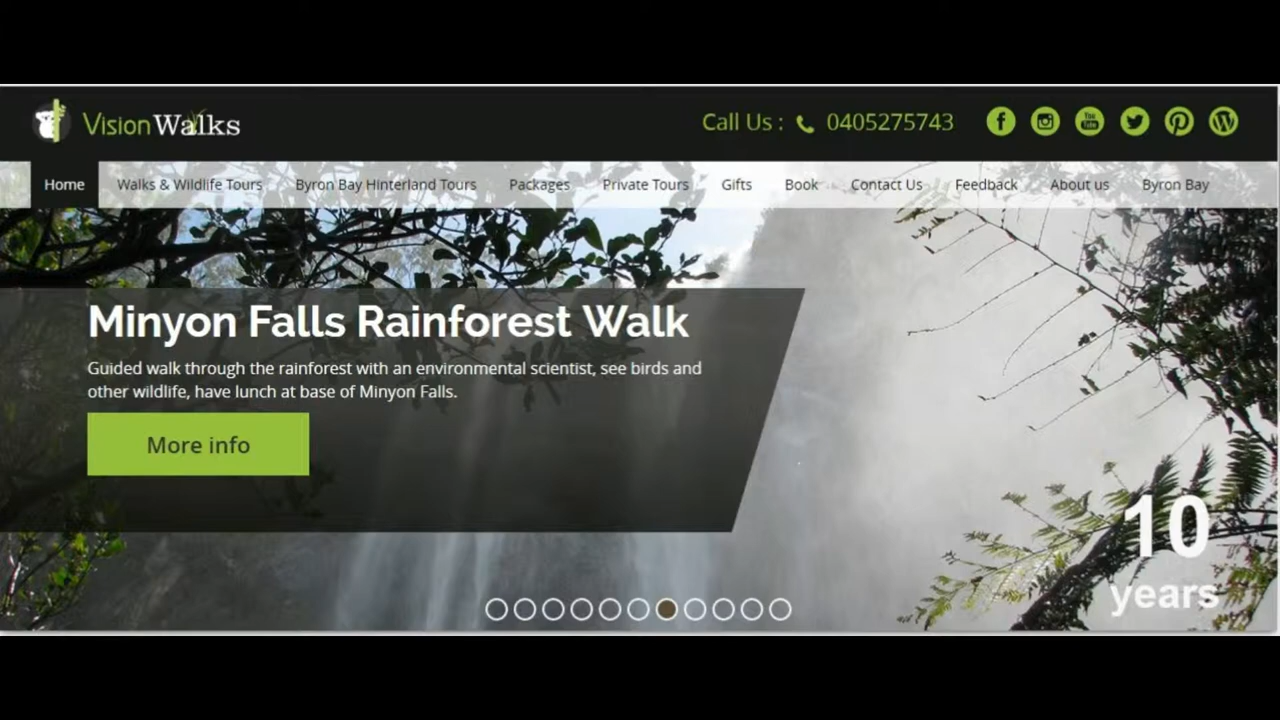 VisionWalks
Call Us : 0405275743
You
Tube
Home Walks & Wildlife Tours Byron Bay Hinterland Tours Packages Private Tours Gifts Book Contact Us Feedback About us Byron Bay
Minyon Falls Rainforest Walk
Guided walk through the rainforest with an environmental scientist, see birds and
other wildlife, have lunch at base of Minyon Falls.
More info
10
years